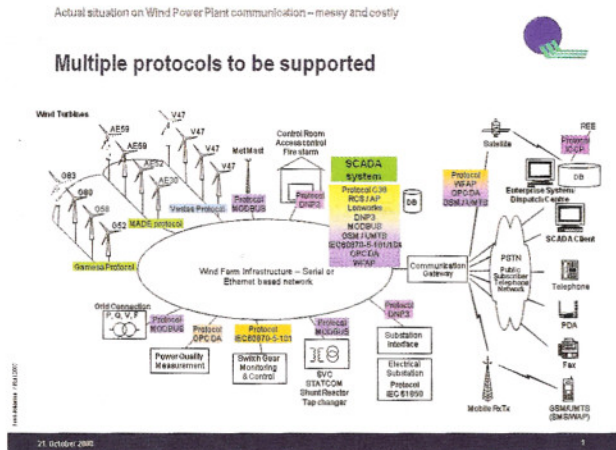 Actual situation on Wind Power Plant communication – messy and costly
Multiple protocols to be supported
Wind Turbines
AE59
AE59
AE52
AE30
V47
V47
V47
V47
G83
G80
G58
G52
MADE protocol
Vestas Protocol
Gamesa Protocol
Met Mast
Protocol
MODBUS
Control Room
Access control
Fire alarm
Protocol
DNP3
SCADA
system
RCS / AP
Lonworks
DNP3
MODBUS
GSM / UMTS
IEC60870-5-101/104
OPC DA
WFAP
DB
Satellite
Protocol
WFAP
OPC DA
GSM/UMTS
REE
Protocol
ICCP
DB
Enterprise System/
Dispatch Centre
SCADA Client
Telephone
PDA
Fax
GSM/UMTS
(SMS/WAP)
PSTN
Public
Subscriber
Telephone
Network
Communication
Gateway
Mobile RxTx
Wind Farm Infrastructure – Serial or
Ethernet based network
Grid Connection
P, Q, V, F
Protocol
MODBUS
Protocol
OPC DA
Power Quality
Measurement
Protocol
IEC60870-5-101
Switch Gear
Monitoring
& Control
Protocol
MODBUS
SVC
STATCOM
Shunt Reactor
Tap changer
Protocol
DNP3
Substation
Interface
Electrical
Substation
Protocol
IEC 61850
21. October
1